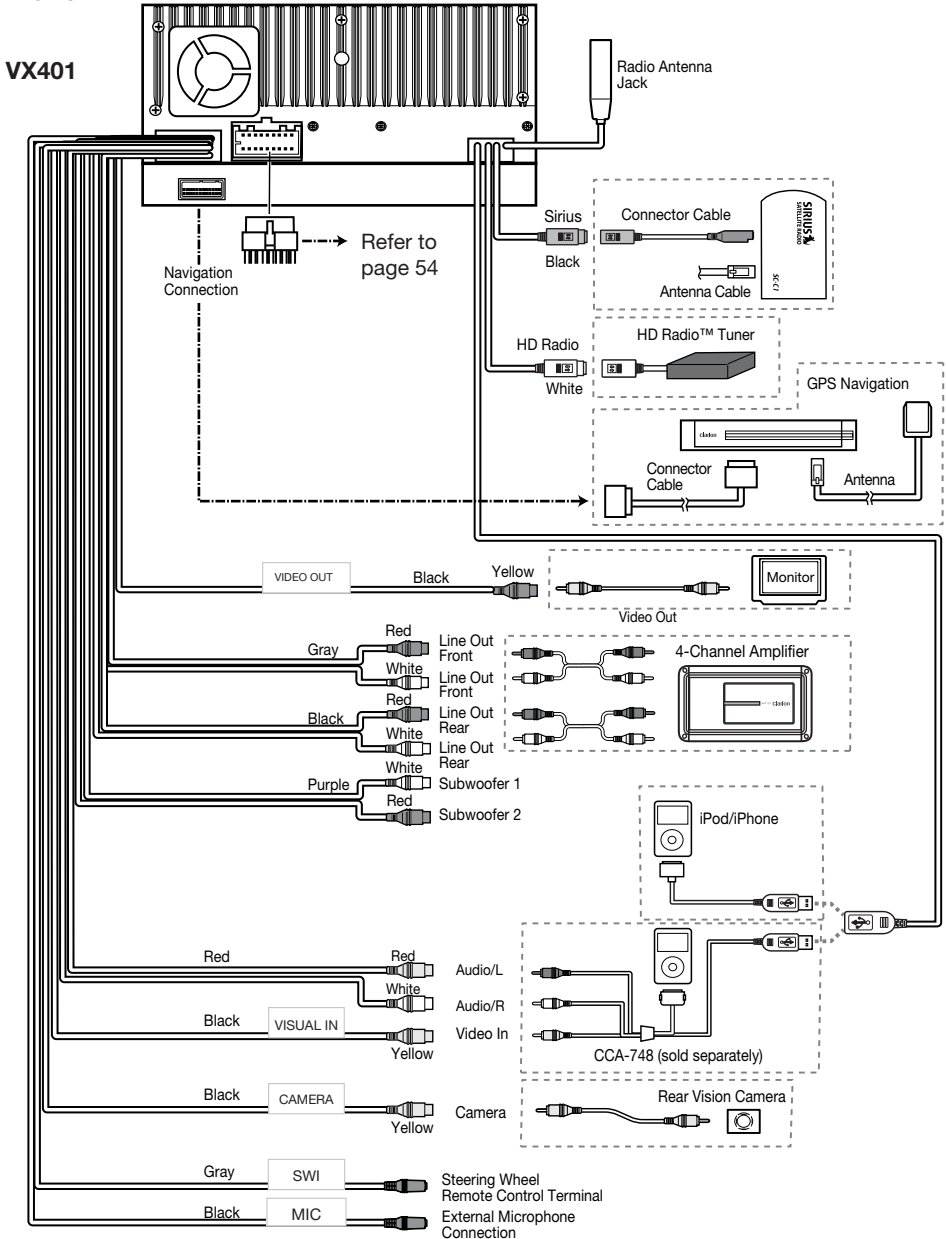 VX401
Radio Antenna
Jack
Sirius
Connector Cable
SIRIUS
SATELLITE RADIO
SC-C1
Black
Antenna Cable
Refer to
page 54
Navigation
Connection
HD Radio
HD Radio™ Tuner
White
GPS Navigation
clarion
Connector
Cable
Antenna
VIDEO OUT
Black
Yellow
Monitor
Video Out
Gray
Red
Line Out
Front
White
Line Out
Front
4-Channel Amplifier
clarion
Black
Red
Line Out
Rear
White
Line Out
Rear
Purple
White
Subwoofer 1
Red
Subwoofer 2
iPod/iPhone
Red
Red
Audio/L
White
Audio/R
Black
VISUAL IN
Video In
Yellow
CCA-748 (sold separately)
Black
CAMERA
Camera
Yellow
Rear Vision Camera
Gray
SWI
Steering Wheel
Remote Control Terminal
Black
MIC
External Microphone
Connection